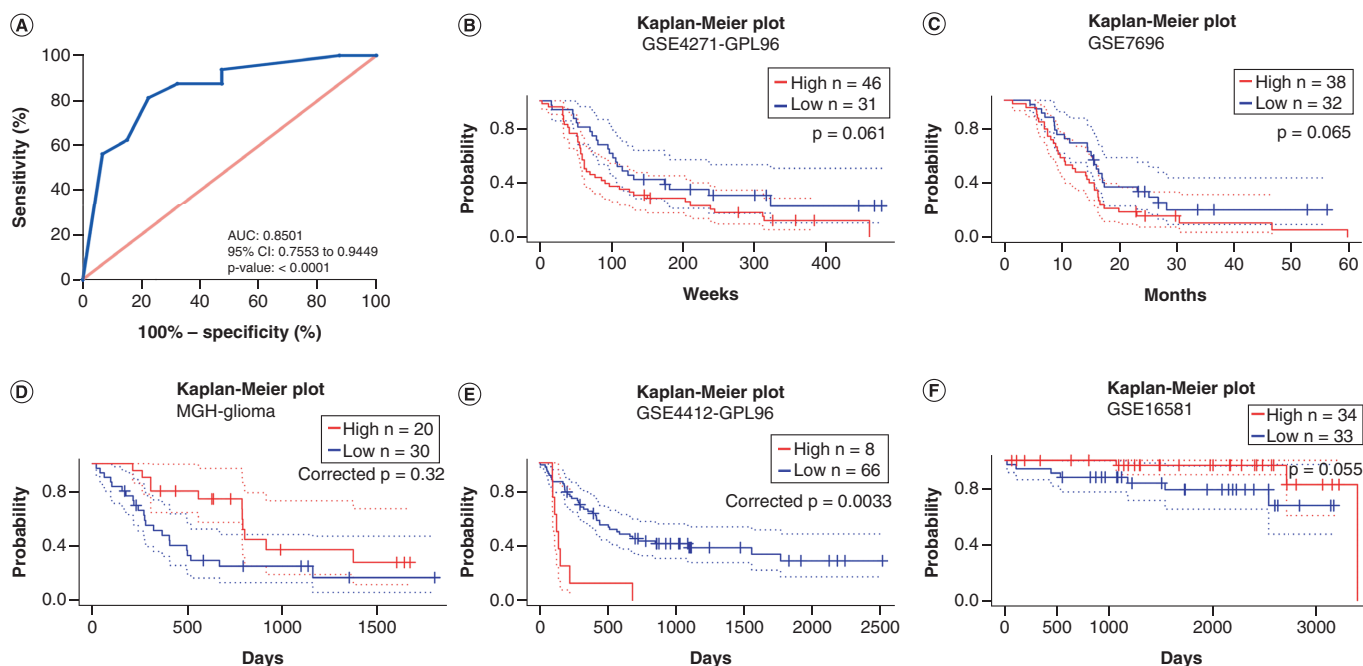 A
100
80
60
40
20
0
Sensitivity (%)
AUC: 0.8501
95% CI: 0.7553 to 0.9449
p-value: < 0.0001
0 20 40 60 80 100
100% – specificity (%)
B
Kaplan-Meier plot
GSE4271-GPL96
High n = 46
Low n = 31
p = 0.061
Probability
0.8
0.4
0.0
0 100 200 300 400
Weeks
C
Kaplan-Meier plot
GSE7696
High n = 38
Low n = 32
p = 0.065
Probability
0.8
0.4
0.0
0 10 20 30 40 50 60
Months
D
Kaplan-Meier plot
MGH-glioma
High n = 20
Low n = 30
Corrected p = 0.32
Probability
0.8
0.4
0.0
0 500 1000 1500
Days
E
Kaplan-Meier plot
GSE4412-GPL96
High n = 8
Low n = 66
Corrected p = 0.0033
Probability
0.8
0.4
0.0
0 500 1000 1500 2000 2500
Days
F
Kaplan-Meier plot
GSE16581
High n = 34
Low n = 33
p = 0.055
Probability
0.8
0.4
0.0
0 500 1000 2000 3000
Days